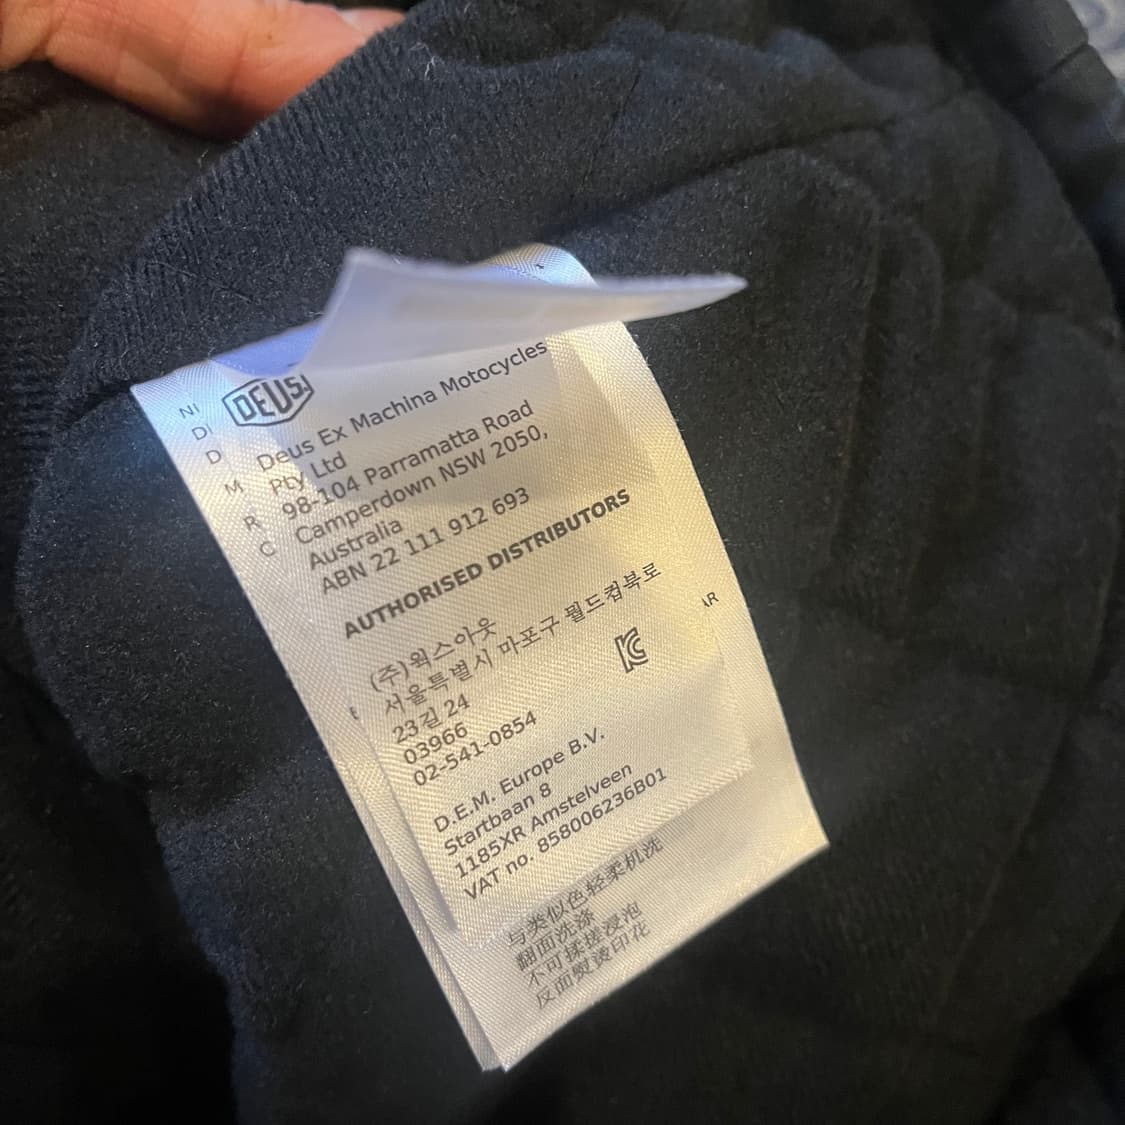 DEUS
Deus Ex Machina Motocycles
Pty Ltd
98-104 Parramatta Road
Camperdown NSW 2050,
Australia
ABN 22 111 912 693
AUTHORISED DISTRIBUTORS
(주)웍스아웃
서울특별시 마포구 월드컵북로
23길 24
03966
02-541-0854
D.E.M. Europe B.V.
Startbaan 8
1185XR Amstelveen
VAT no. 858006236B01
与类似色轻柔机洗
翻面洗涤
不可揉搓浸泡
反面熨烫印花